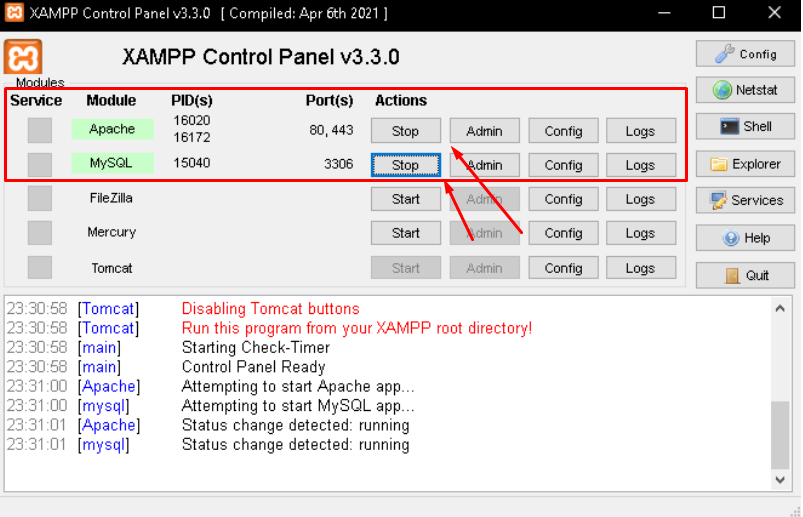 XAMPP Control Panel v3.3.0 [ Compiled: Apr 6th 2021 ]
XAMPP Control Panel v3.3.0
Config
Modules
Netstat
Service Module PID(s) Port(s) Actions
Apache 16020 16172 80, 443 Stop Admin Config Logs
Shell
MySQL 15040 3306 Stop Admin Config Logs
Explorer
FileZilla Start Admin Config Logs
Services
Mercury Start Admin Config Logs
Help
Tomcat Start Admin Config Logs
Quit
23:30:58 [Tomcat] Disabling Tomcat buttons
23:30:58 [Tomcat] Run this program from your XAMPP root directory!
23:30:58 [main] Starting Check-Timer
23:30:58 [main] Control Panel Ready
23:31:00 [Apache] Attempting to start Apache app...
23:31:00 [mysql] Attempting to start MySQL app...
23:31:01 [Apache] Status change detected: running
23:31:01 [mysql] Status change detected: running